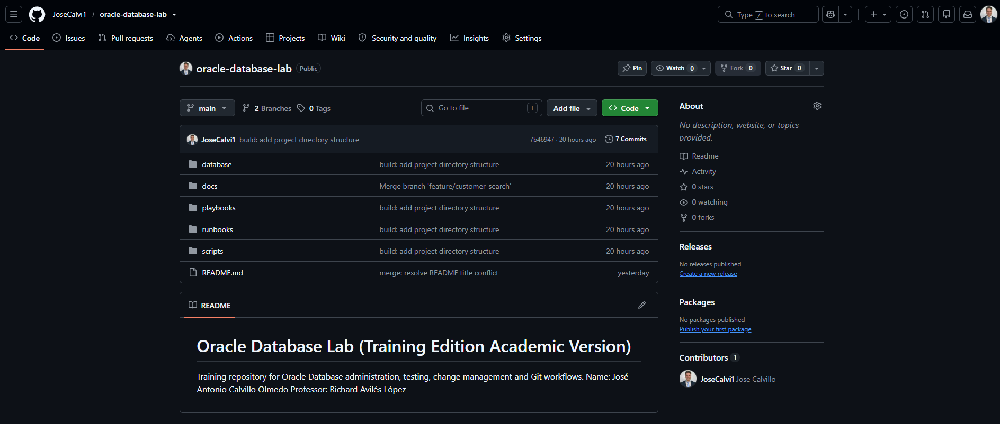 JoseCalvi1 / oracle-database-lab
Type / to search
Code Issues Pull requests Agents Actions Projects Wiki Security and quality Insights Settings
oracle-database-lab Public
Pin Watch 0 Fork 0 Star 0
main 2 Branches 0 Tags Go to file T Add file Code
JoseCalvi1 build: add project directory structure 7b46947 · 20 hours ago 7 Commits
database build: add project directory structure 20 hours ago
docs Merge branch 'feature/customer-search' 20 hours ago
playbooks build: add project directory structure 20 hours ago
runbooks build: add project directory structure 20 hours ago
scripts build: add project directory structure 20 hours ago
README.md merge: resolve README title conflict yesterday
README
Oracle Database Lab (Training Edition Academic Version)
Training repository for Oracle Database administration, testing, change management and Git workflows. Name: José
Antonio Calvillo Olmedo Professor: Richard Avilés López
About
No description, website, or topics
provided.
Readme
Activity
0 stars
0 watching
0 forks
Releases
No releases published
Create a new release
Packages
No packages published
Publish your first package
Contributors 1
JoseCalvi1 Jose Calvillo